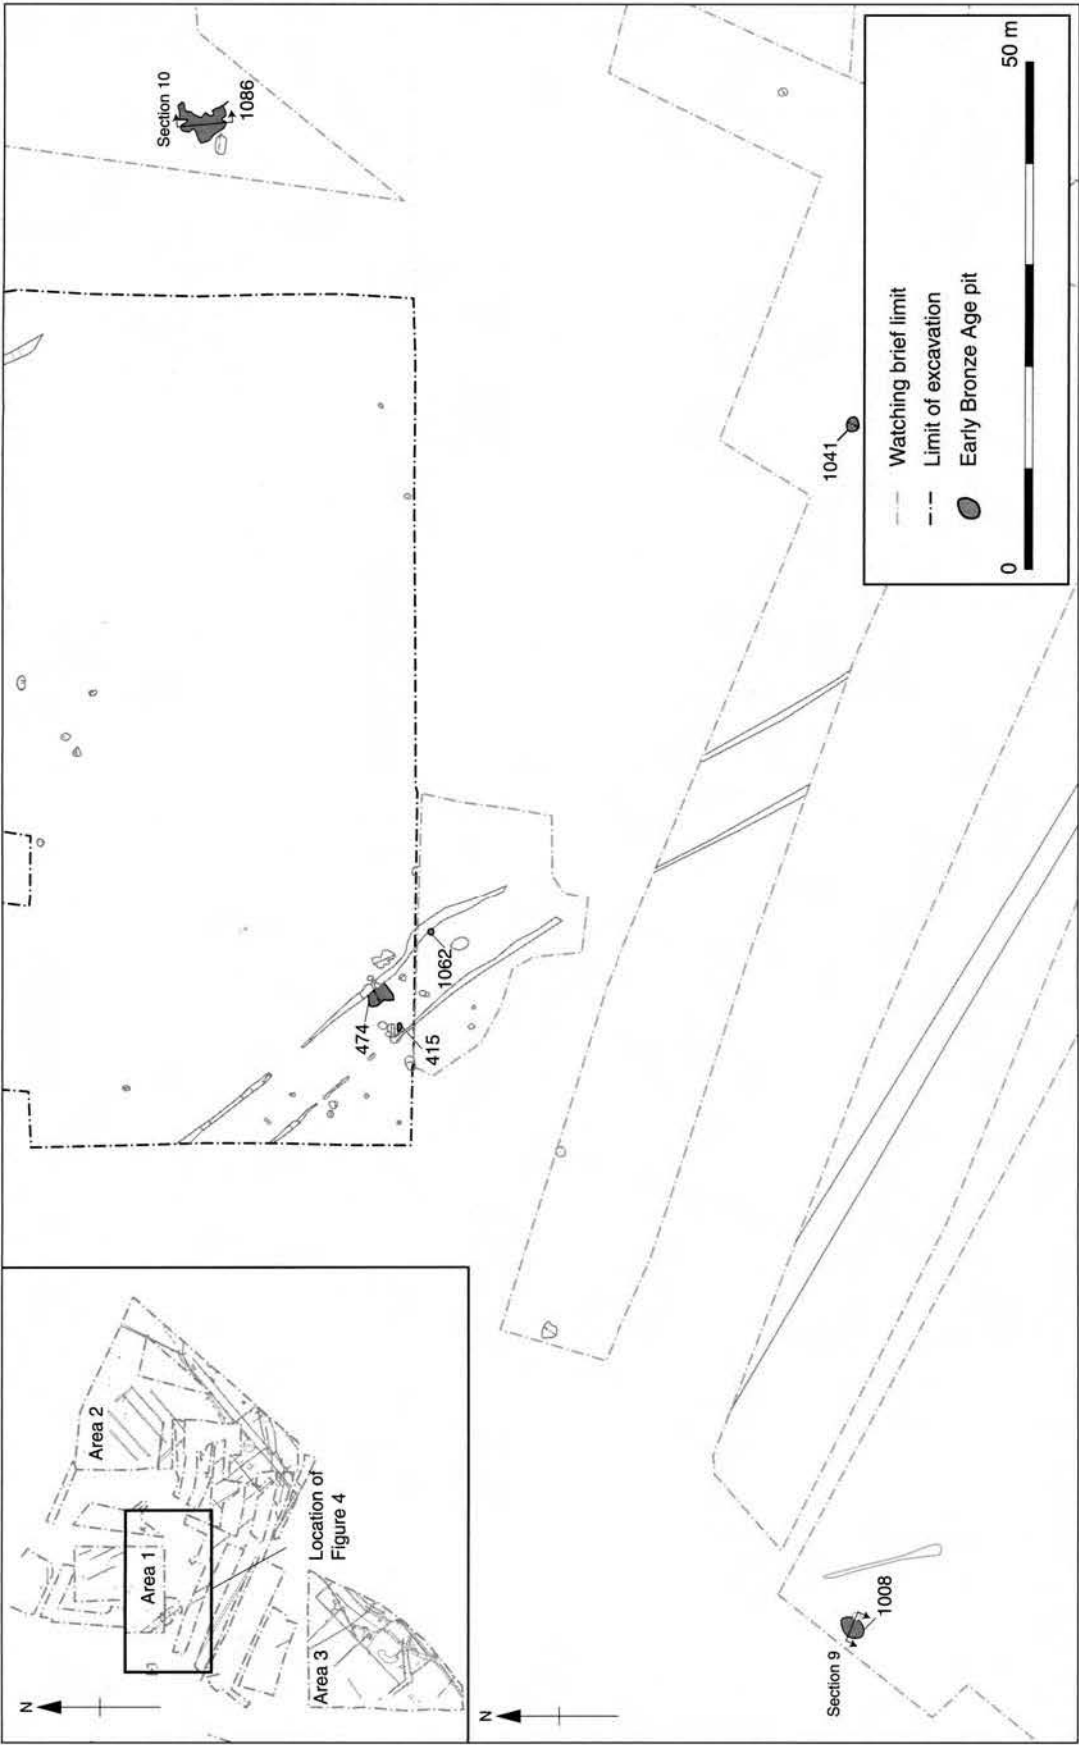 N
Area 1
Area 2
Area 3
Location of
Figure 4
N
Section 10
1086
474
415
1062
1041
Section 9
1008
Watching brief limit
Limit of excavation
Early Bronze Age pit
0
50 m